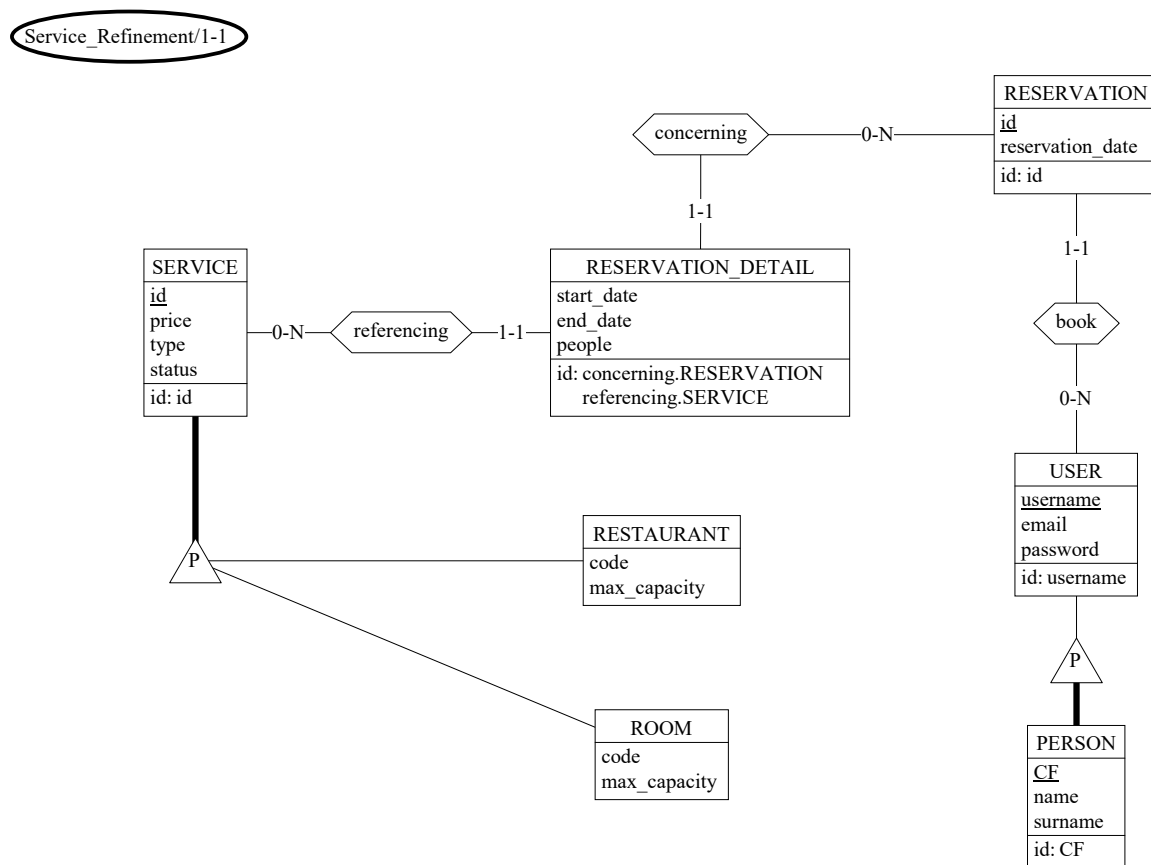 Service_Refinement/1-1
RESERVATION
id
reservation_date
id: id
concerning
0-N
1-1
1-1
SERVICE
id
price
type
status
id: id
0-N
referencing
1-1
RESERVATION_DETAIL
start_date
end_date
people
id: concerning.RESERVATION
referencing.SERVICE
book
0-N
USER
username
email
password
id: username
P
RESTAURANT
code
max_capacity
P
ROOM
code
max_capacity
PERSON
CF
name
surname
id: CF